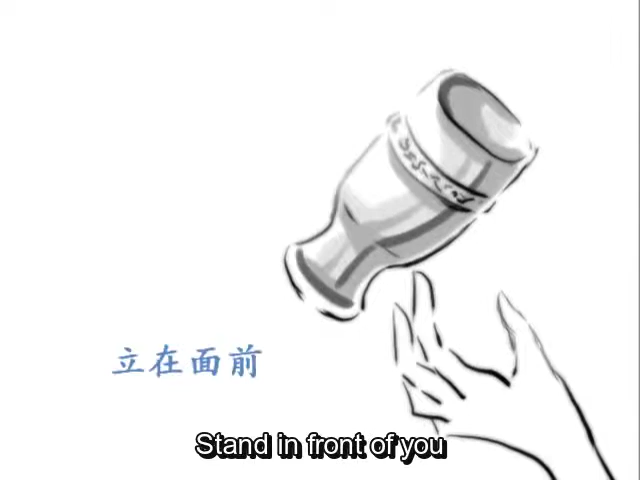 立在面前
Stand in front of you